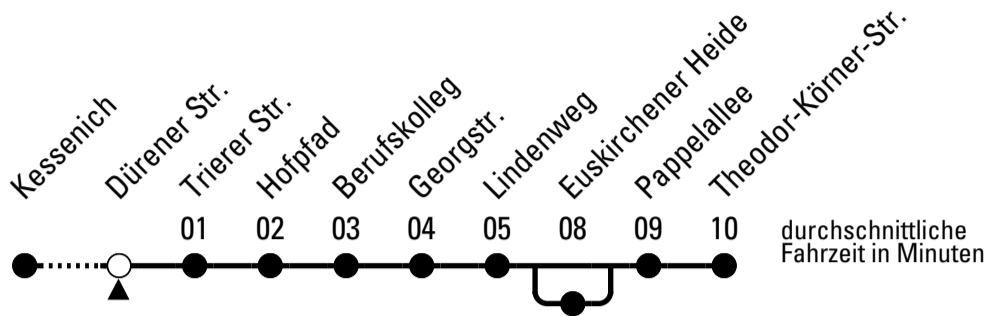 Kessenich
Dürener Str.
Trierer Str.
Hofpfad
Berufskolleg
Georgstr.
Lindenweg
Euskirchener Heide
Pappelallee
Theodor-Körner-Str.
01 02 03 04 05 08 09 10
durchschnittliche
Fahrzeit in Minuten